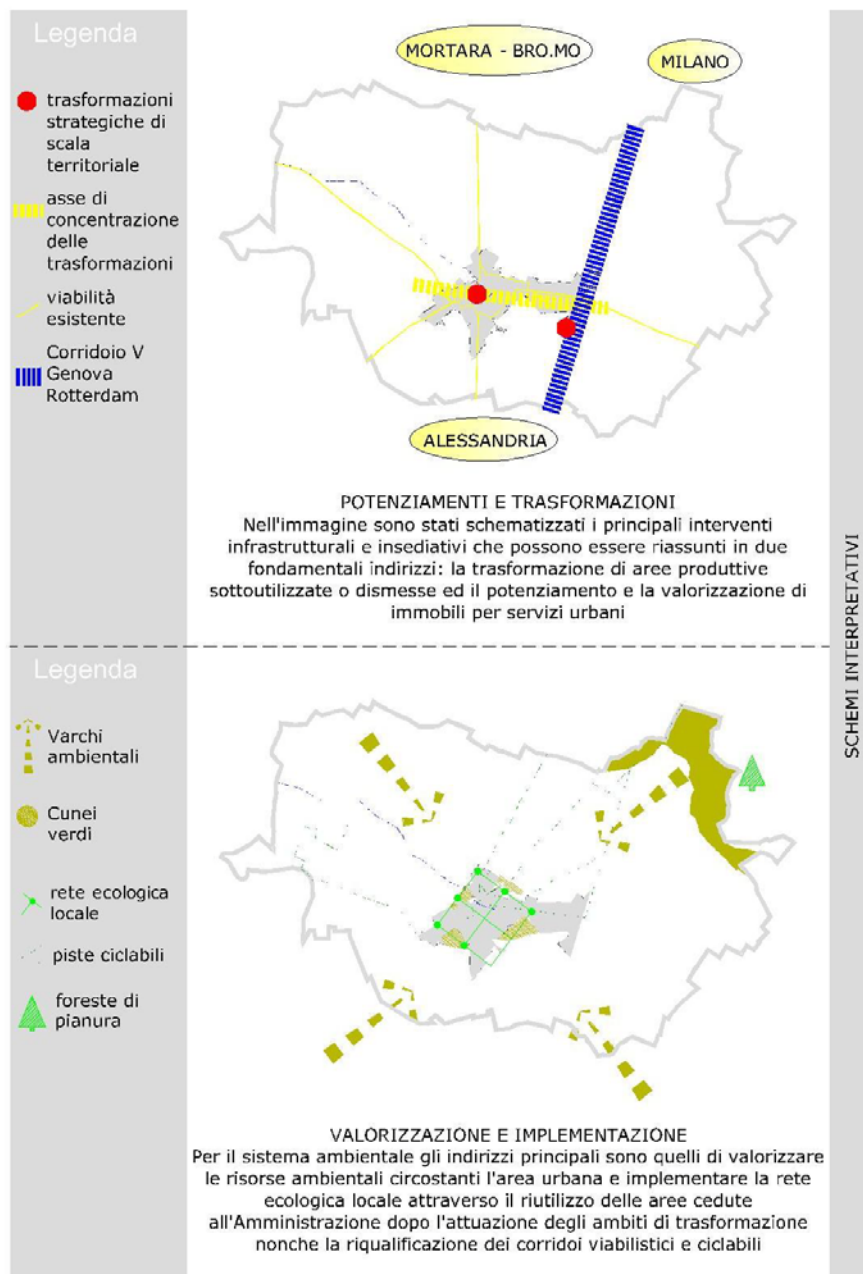 Legenda
trasformazioni
strategiche di
scala
territoriale
asse di
concentrazione
delle
trasformazioni
viabilità
esistente
Corridoio V
Genova
Rotterdam
MORTARA - BRO.MO
MILANO
ALESSANDRIA
POTENZIAMENTI E TRASFORMAZIONI
Nell'immagine sono stati schematizzati i principali interventi
infrastrutturali e insediativi che possono essere riassunti in due
fondamentali indirizzi: la trasformazione di aree produttive
sottoutilizzate o dismesse ed il potenziamento e la valorizzazione di
immobili per servizi urbani
Legenda
Varchi
ambientali
Cunei
verdi
rete ecologica
locale
piste ciclabili
foreste di
pianura
VALORIZZAZIONE E IMPLEMENTAZIONE
Per il sistema ambientale gli indirizzi principali sono quelli di valorizzare
le risorse ambientali circostanti l'area urbana e implementare la rete
ecologica locale attraverso il riutilizzo delle aree cedute
all'Amministrazione dopo l'attuazione degli ambiti di trasformazione
nonche la riqualificazione dei corridoi viabilistici e ciclabili
SCHEMI INTERPRETATIVI